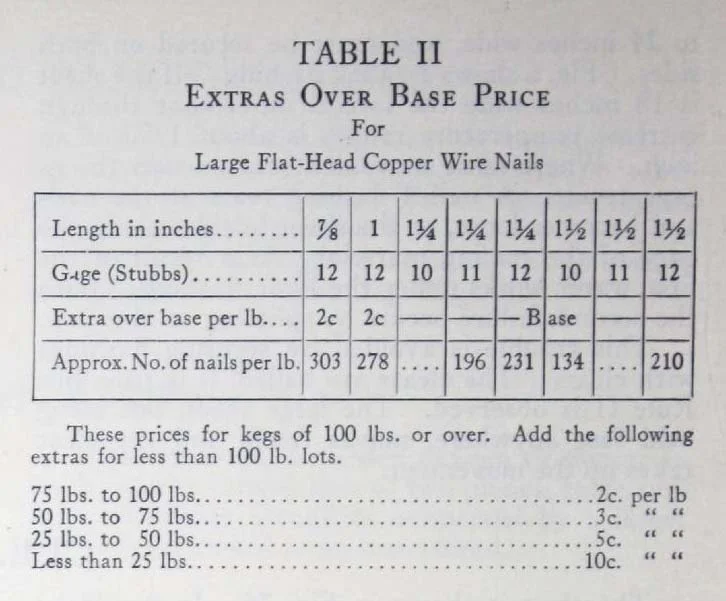 TABLE II
EXTRAS OVER BASE PRICE
For
Large Flat-Head Copper Wire Nails
Length in inches........ ⅞ 1 1¼ 1¼ 1¼ 1½ 1½ 1½
Gage (Stubbs)........... 12 12 10 11 12 10 11 12
Extra over base per lb.... 2c 2c Base
Approx. No. of nails per lb. 303 278 .... 196 231 134 .... 210
These prices for kegs of 100 lbs. or over. Add the following
extras for less than 100 lb. lots.
75 lbs. to 100 lbs.......................................2c. per lb
50 lbs. to 75 lbs.......................................3c. “ “
25 lbs. to 50 lbs.......................................5c. “ “
Less than 25 lbs.......................................10c. “ “